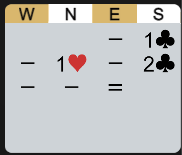 W N E S
– 1♣
– 1♥ – 2♣
– – =